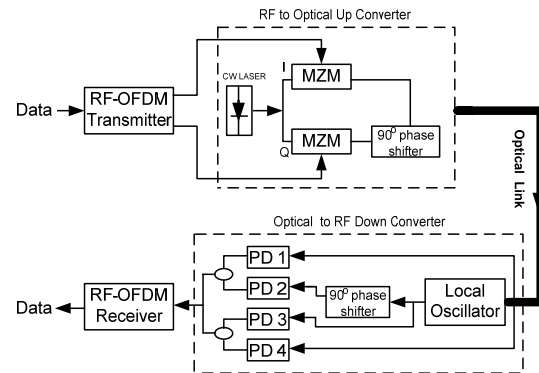 RF to Optical Up Converter
Data
RF-OFDM
Transmitter
CW LASER
I
Q
MZM
MZM
90° phase
shifter
Optical Link
Optical to RF Down Converter
Data
RF-OFDM
Receiver
PD 1
PD 2
PD 3
PD 4
90° phase
shifter
Local
Oscillator